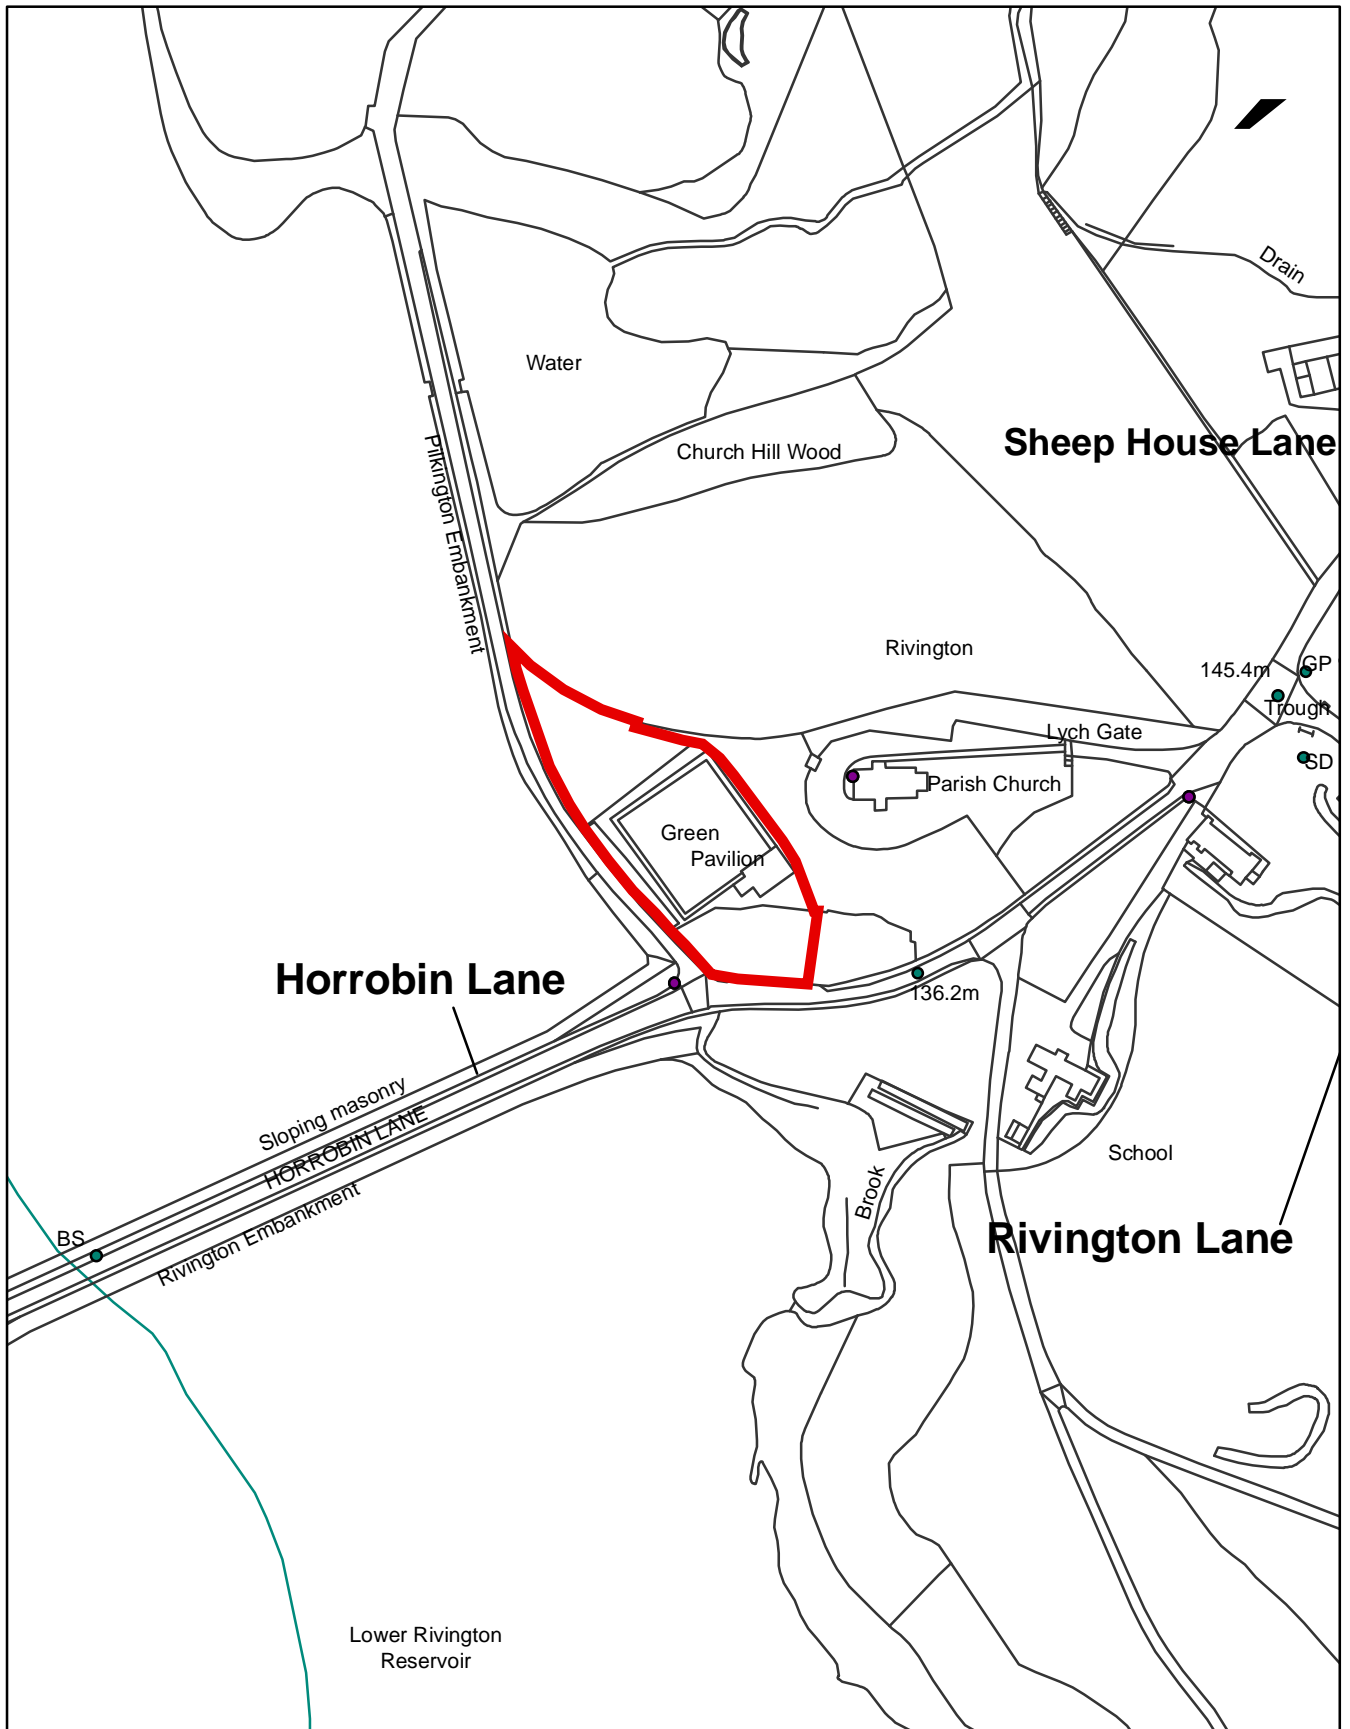 Drain
Water
Sheep House Lane
Church Hill Wood
Pilkington Embankment
Rivington
GP
145.4m
Trough
Lych Gate
SD
Parish Church
Green
Pavilion
Horrobin Lane
136.2m
Sloping masonry
HORROBIN LANE
School
Brook
Rivington Embankment
BS
Rivington Lane
Lower Rivington
Reservoir